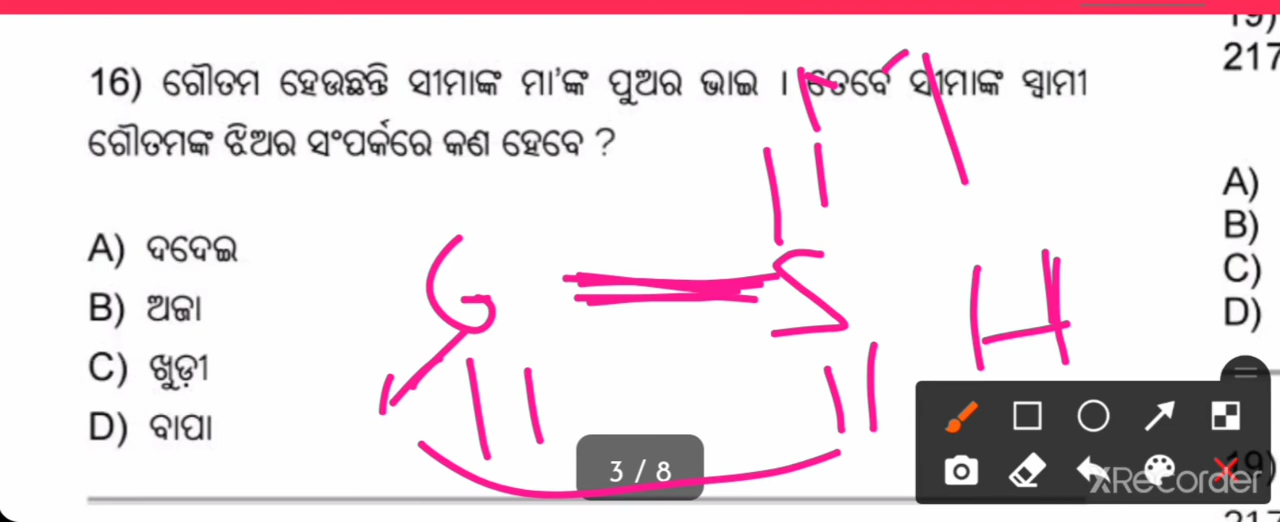 16) ଗୌତମ ହେଉଛନ୍ତି ସୀମାଙ୍କ ମା'ଙ୍କ ପୁଅର ଭାଇ । ତେବେ ସୀମାଙ୍କ ସ୍ୱାମୀ
ଗୌତମଙ୍କ ଝିଅର ସଂପର୍କରେ କଣ ହେବେ ?
A) ଦଦେଇ
B) ଅଜା
C) ଖୁଡ଼ୀ
D) ବାପା
G S H
3 / 8
217
A)
B)
C)
D)
XRecorder